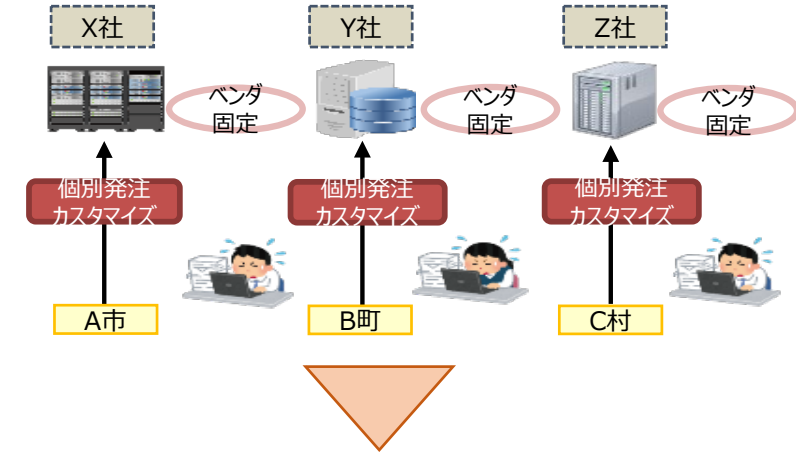 X社
Y社
Z社
ベンダ
固定
ベンダ
固定
ベンダ
固定
個別発注
カスタマイズ
個別発注
カスタマイズ
個別発注
カスタマイズ
A市
B町
C村